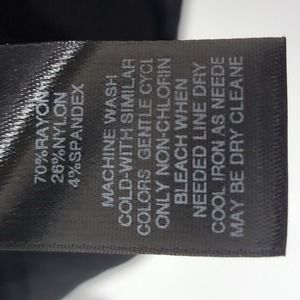 70%RAYON
26%NYLON
4%SPANDEX
MACHINE WASH
COLD-WITH SIMILAR
COLORS GENTLE CYCL
ONLY NON-CHLORIN
BLEACH WHEN
NEEDED LINE DRY
COOL IRON AS NEEDE
MAY BE DRY CLEANE